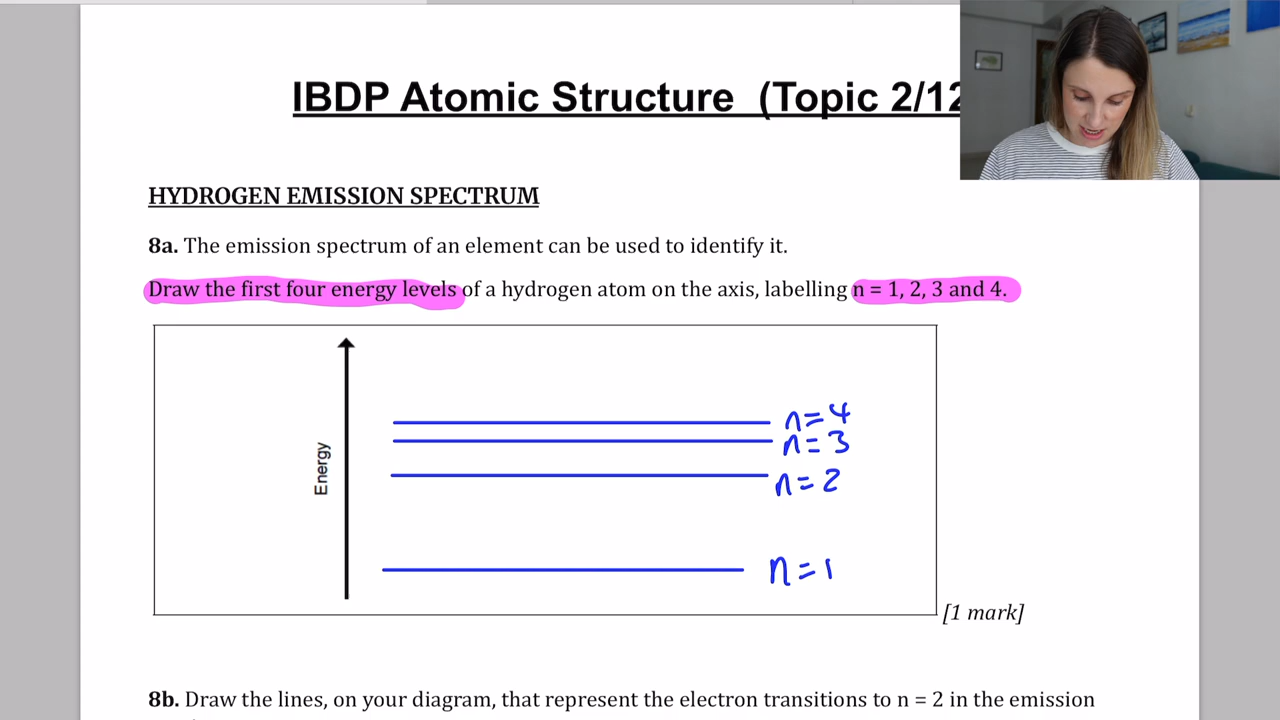 IBDP Atomic Structure (Topic 2/12
HYDROGEN EMISSION SPECTRUM
8a. The emission spectrum of an element can be used to identify it.
Draw the first four energy levels of a hydrogen atom on the axis, labelling n = 1, 2, 3 and 4.
Energy
n=4
n=3
n=2
n=1
[1 mark]
8b. Draw the lines, on your diagram, that represent the electron transitions to n = 2 in the emission